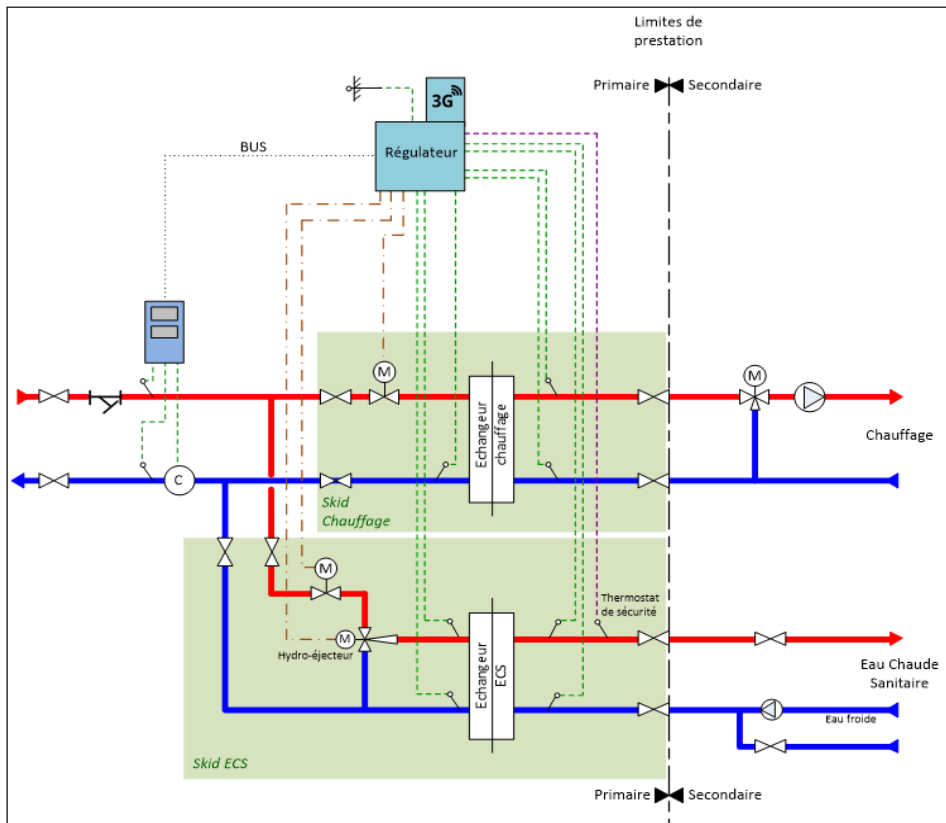 Limites de
prestation
Primaire
Secondaire
3G
Régulateur
BUS
M
M
C
Echangeur
chauffage
Chauffage
Skid
Chauffage
M
Thermostat
de sécurité
M
Hydro-éjecteur
Echangeur
ECS
Eau Chaude
Sanitaire
Eau froide
Skid ECS
Primaire
Secondaire